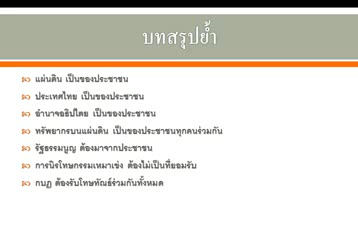 บทสรุปย้ำ
แผ่นดิน เป็นของประชาชน
ประเทศไทย เป็นของประชาชน
อำนาจอธิปไตย เป็นของประชาชน
ทรัพยากรบนแผ่นดิน เป็นของประชาชนทุกคนร่วมกัน
รัฐธรรมนูญ ต้องมาจากประชาชน
การนิรโทษกรรมเหมาเข่ง ต้องไม่เป็นที่ยอมรับ
กบฏ ต้องรับโทษทัณฑ์ร่วมกันทั้งหมด